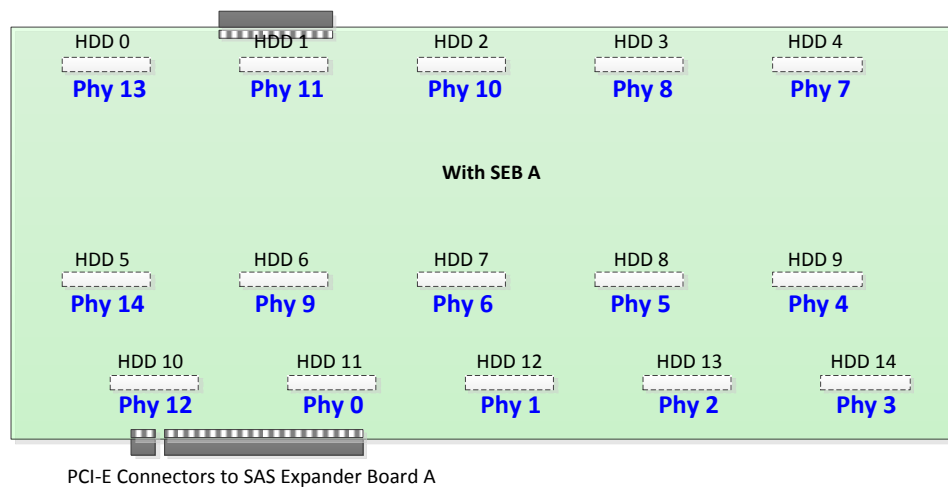 HDD 0 HDD 1 HDD 2 HDD 3 HDD 4
Phy 13 Phy 11 Phy 10 Phy 8 Phy 7
With SEB A
HDD 5 HDD 6 HDD 7 HDD 8 HDD 9
Phy 14 Phy 9 Phy 6 Phy 5 Phy 4
HDD 10 HDD 11 HDD 12 HDD 13 HDD 14
Phy 12 Phy 0 Phy 1 Phy 2 Phy 3
PCI-E Connectors to SAS Expander Board A